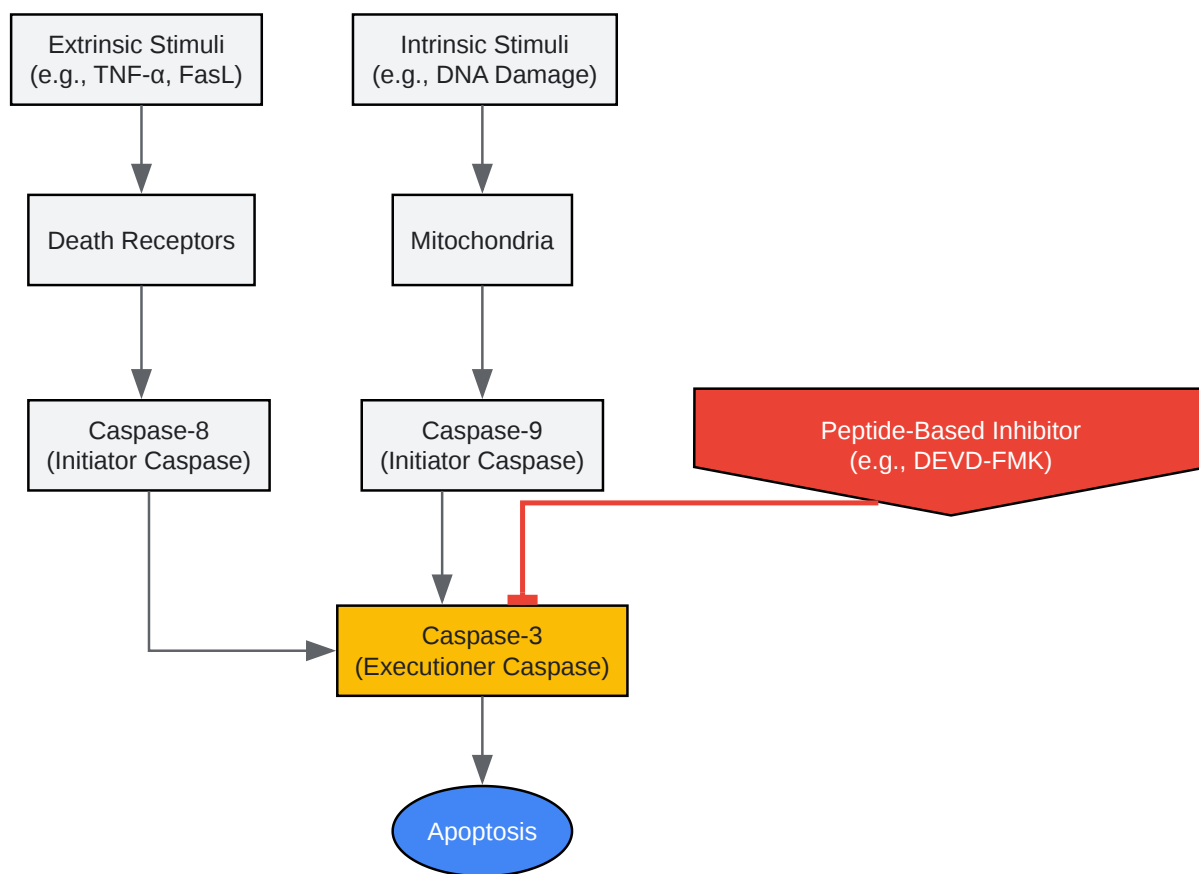 Extrinsic Stimuli
(e.g., TNF-α, FasL)
Intrinsic Stimuli
(e.g., DNA Damage)
Death Receptors
Mitochondria
Caspase-8
(Initiator Caspase)
Caspase-9
(Initiator Caspase)
Peptide-Based Inhibitor
(e.g., DEVD-FMK)
Caspase-3
(Executioner Caspase)
Apoptosis